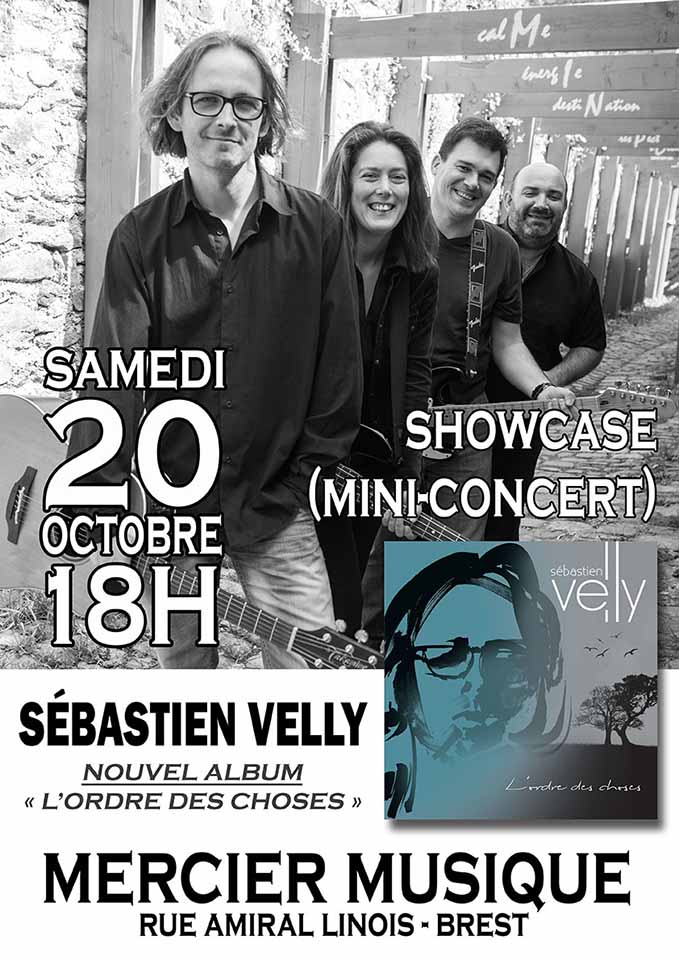 calMe
énergIe
destiNation
SAMEDI
20
OCTOBRE
18H
SHOWCASE
(MINI-CONCERT)
sébastien
velly
L'ordre des choses
SÉBASTIEN VELLY
NOUVEL ALBUM
« L'ORDRE DES CHOSES »
MERCIER MUSIQUE
RUE AMIRAL LINOIS - BREST